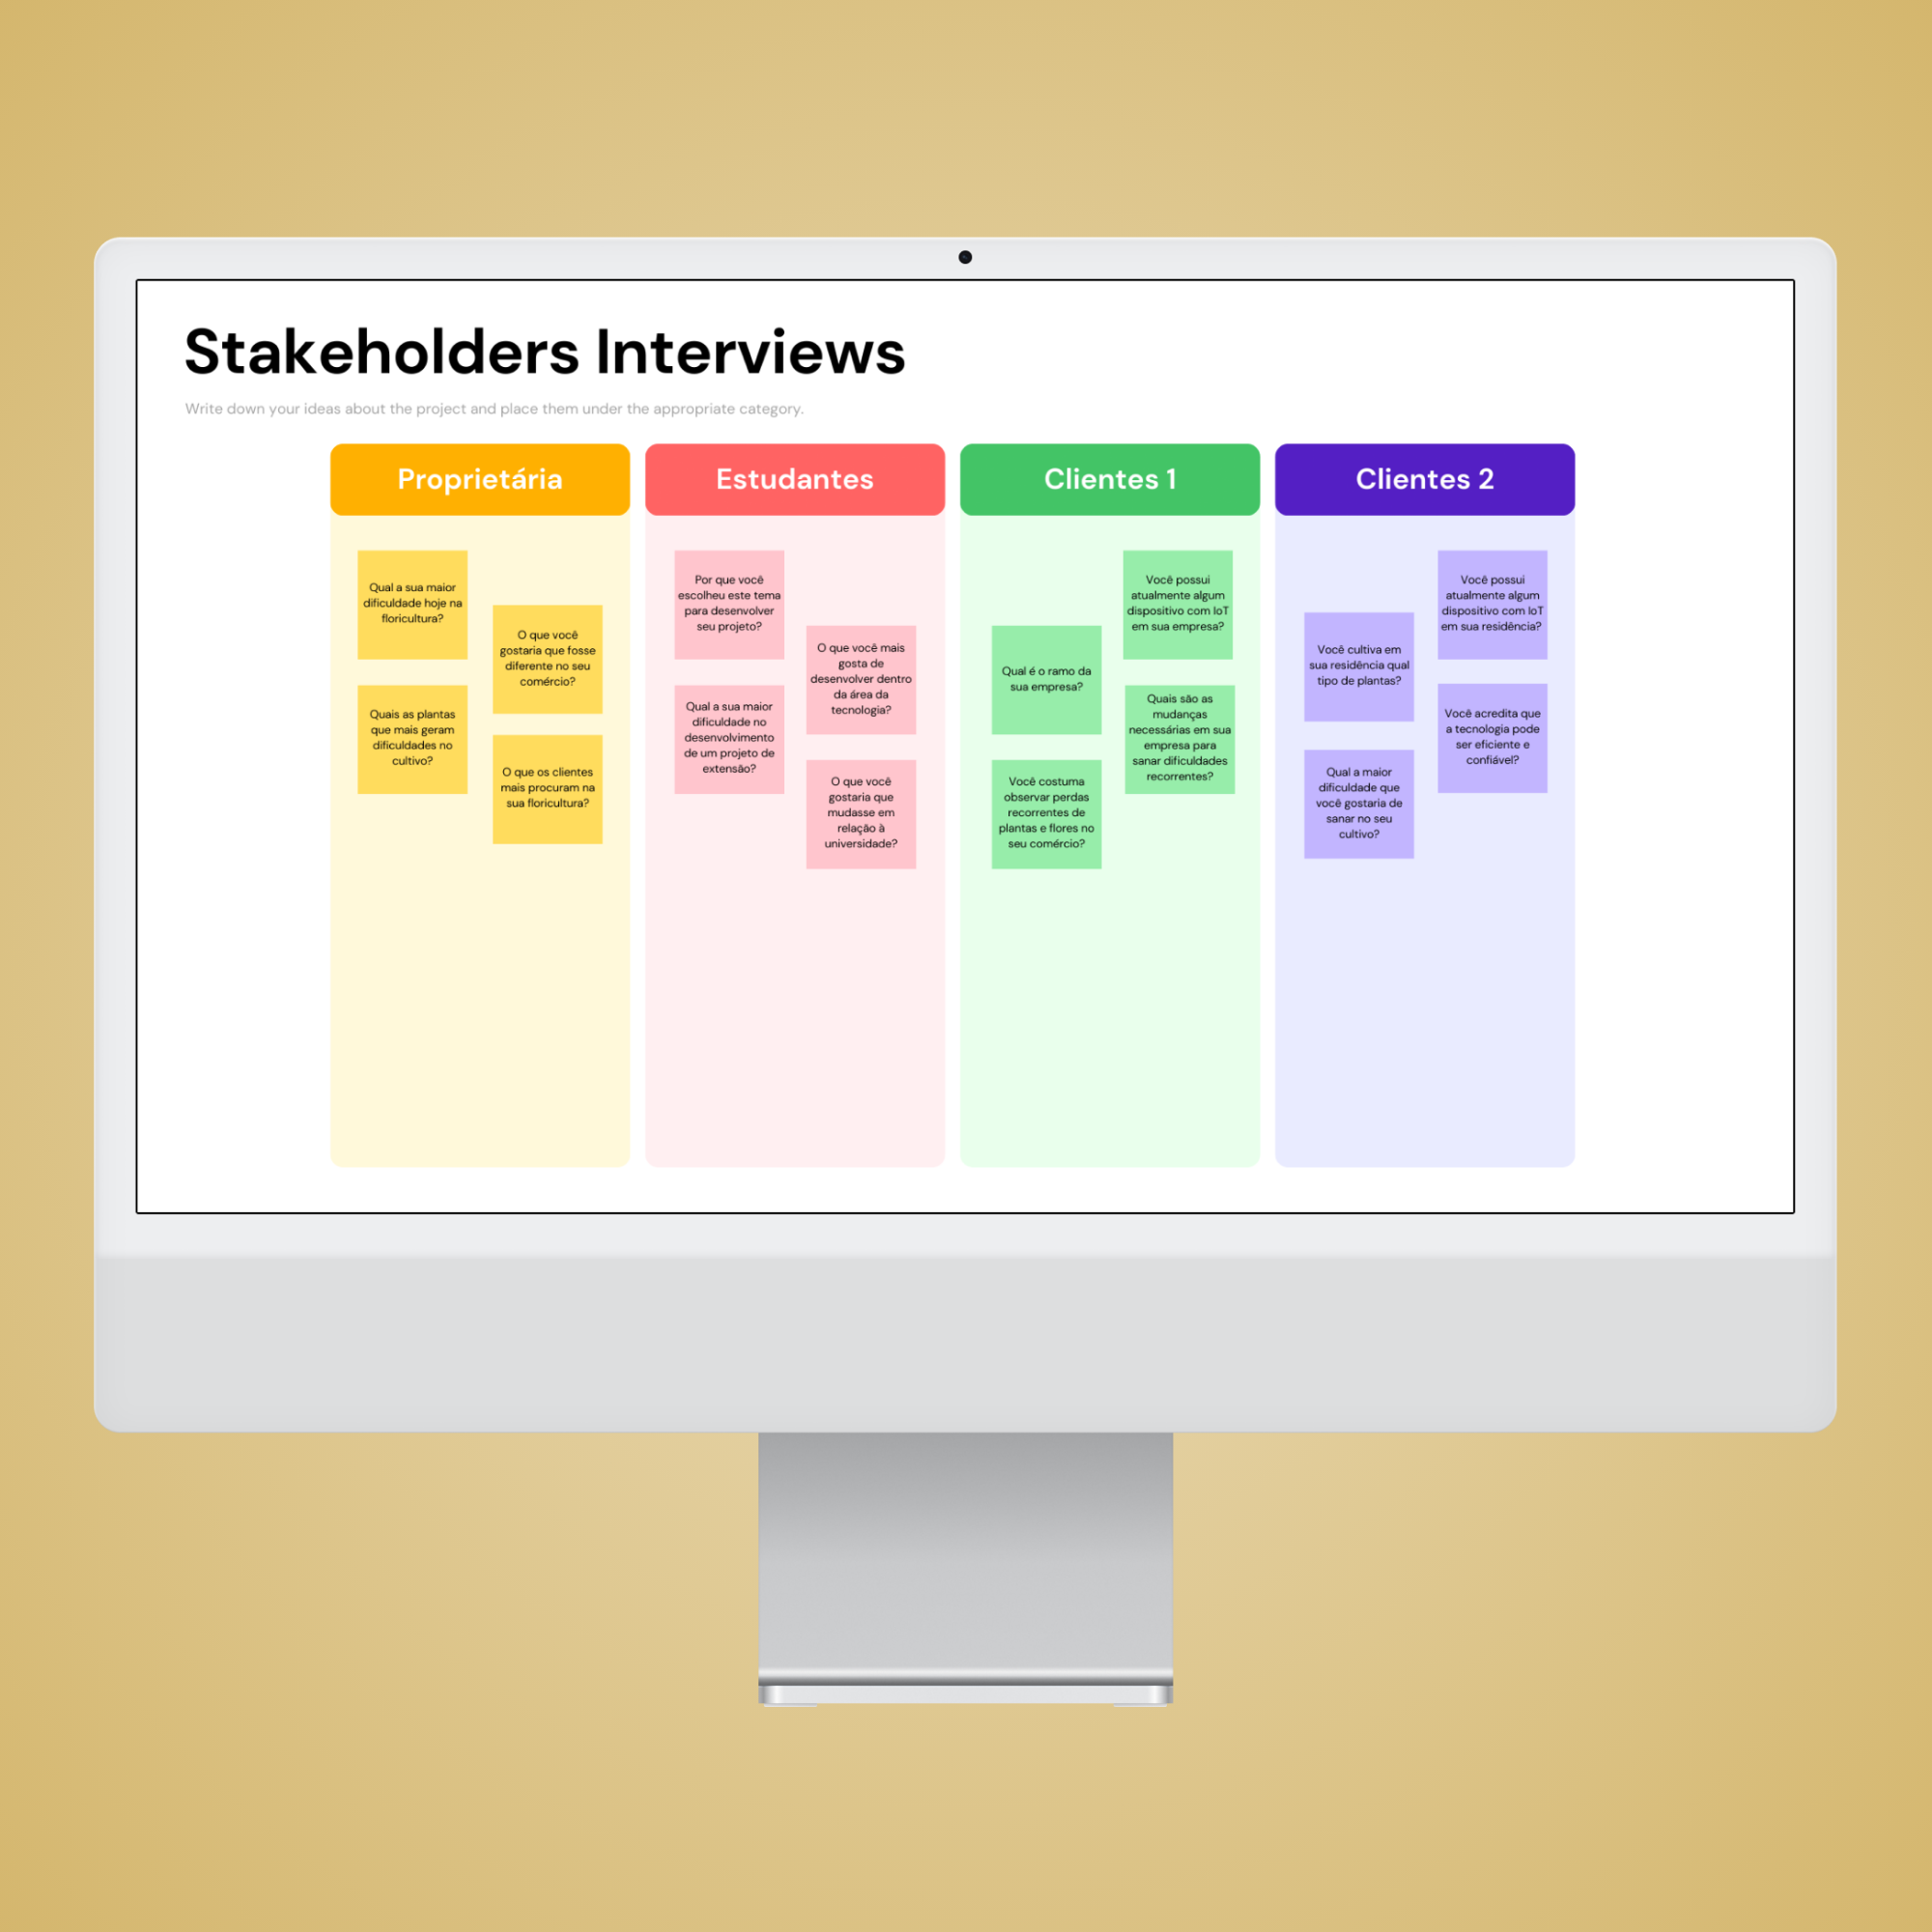 Stakeholders Interviews
Write down your ideas about the project and place them under the appropriate category.
Proprietária
Qual a sua maior
dificuldade hoje na
floricultura?
O que você
gostaria que fosse
diferente no seu
comércio?
Quais as plantas
que mais geram
dificuldades no
cultivo?
O que os clientes
mais procuram na
sua floricultura?
Estudantes
Por que você
escolheu este tema
para desenvolver
seu projeto?
O que você mais
gosta de
desenvolver dentro
da área da
tecnologia?
Qual a sua maior
dificuldade no
desenvolvimento
de um projeto de
extensão?
O que você
gostaria que
mudasse em
relação à
universidade?
Clientes 1
Você possui
atualmente algum
dispositivo com IoT
em sua empresa?
Qual é o ramo da
sua empresa?
Quais são as
mudanças
necessárias em sua
empresa para
sanar dificuldades
recorrentes?
Você costuma
observar perdas
recorrentes de
plantas e flores no
seu comércio?
Clientes 2
Você possui
atualmente algum
dispositivo com IoT
em sua residência?
Você cultiva em
sua residência qual
tipo de plantas?
Você acredita que
a tecnologia pode
ser eficiente e
confiável?
Qual a maior
dificuldade que
você gostaria de
sanar no seu
cultivo?